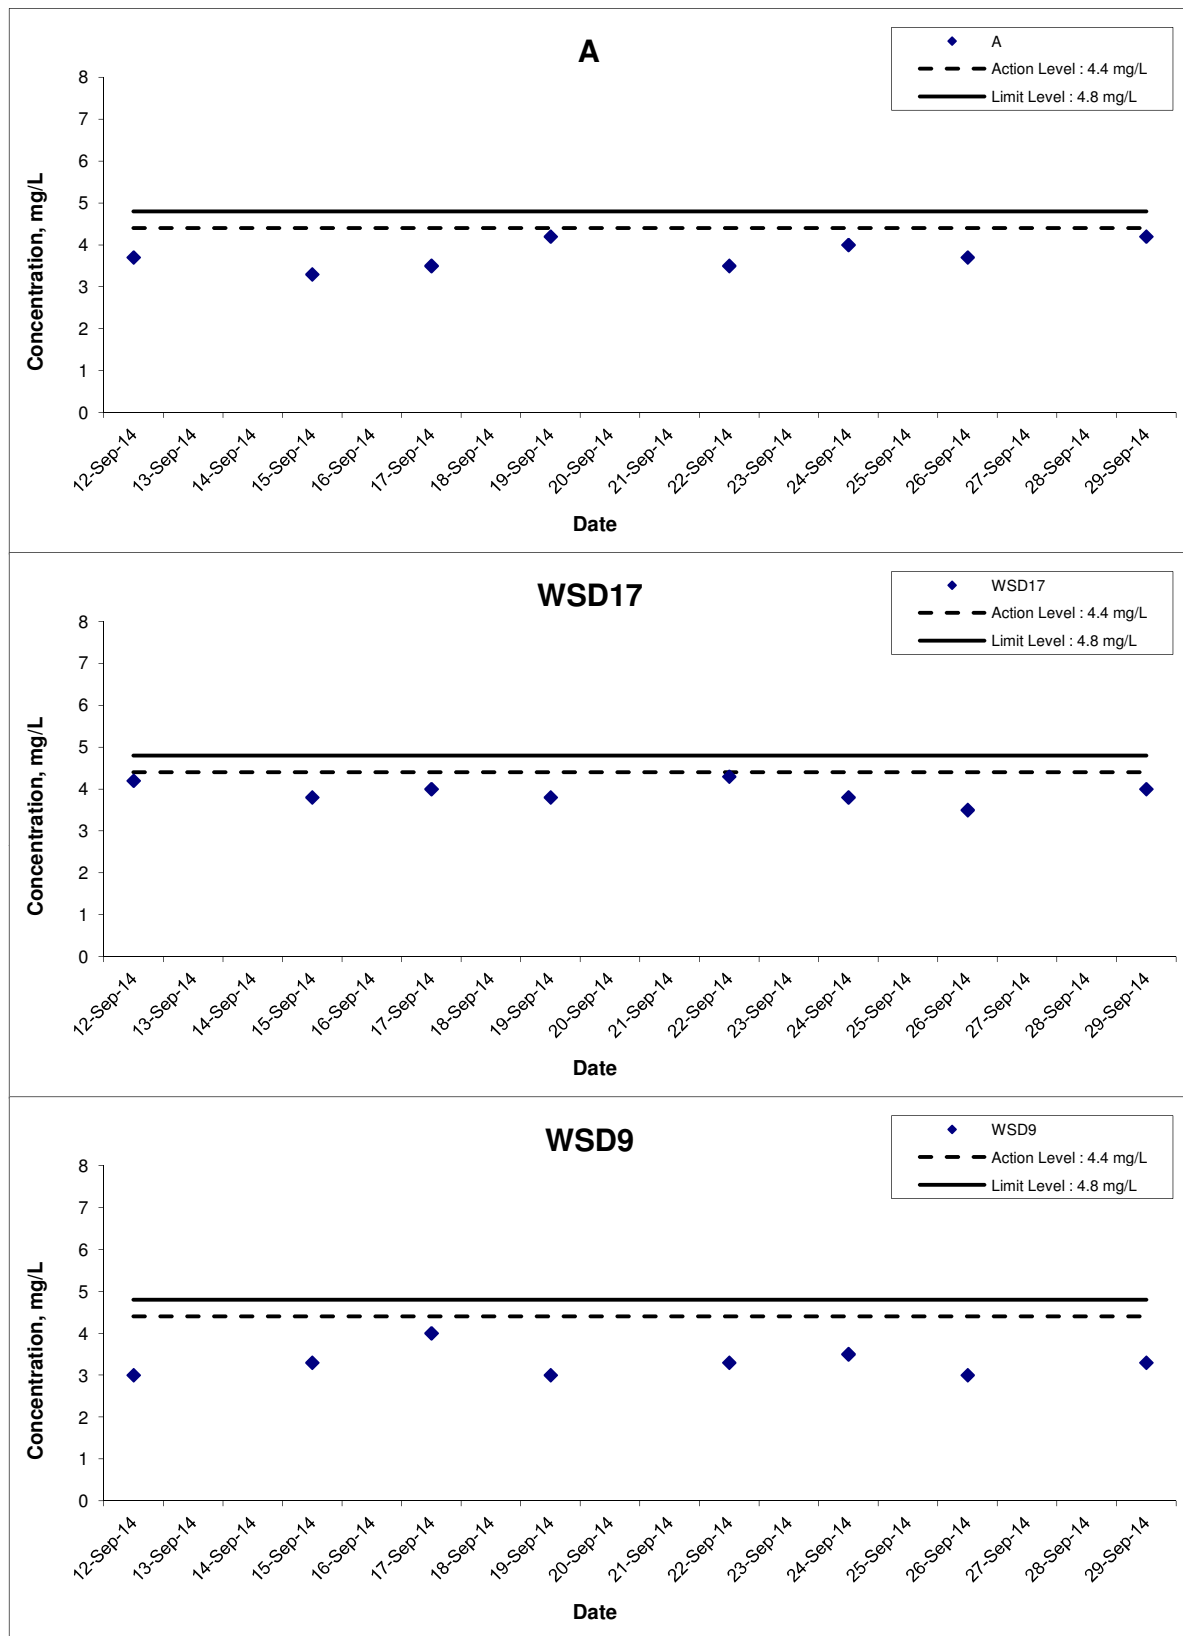 A
A
Action Level : 4.4 mg/L
Limit Level : 4.8 mg/L
Concentration, mg/L
8
7
6
5
4
3
2
1
0
12-Sep-14
13-Sep-14
14-Sep-14
15-Sep-14
16-Sep-14
17-Sep-14
18-Sep-14
19-Sep-14
20-Sep-14
21-Sep-14
22-Sep-14
23-Sep-14
24-Sep-14
25-Sep-14
26-Sep-14
27-Sep-14
28-Sep-14
29-Sep-14
Date
WSD17
WSD17
Action Level : 4.4 mg/L
Limit Level : 4.8 mg/L
Concentration, mg/L
8
7
6
5
4
3
2
1
0
12-Sep-14
13-Sep-14
14-Sep-14
15-Sep-14
16-Sep-14
17-Sep-14
18-Sep-14
19-Sep-14
20-Sep-14
21-Sep-14
22-Sep-14
23-Sep-14
24-Sep-14
25-Sep-14
26-Sep-14
27-Sep-14
28-Sep-14
29-Sep-14
Date
WSD9
WSD9
Action Level : 4.4 mg/L
Limit Level : 4.8 mg/L
Concentration, mg/L
8
7
6
5
4
3
2
1
0
12-Sep-14
13-Sep-14
14-Sep-14
15-Sep-14
16-Sep-14
17-Sep-14
18-Sep-14
19-Sep-14
20-Sep-14
21-Sep-14
22-Sep-14
23-Sep-14
24-Sep-14
25-Sep-14
26-Sep-14
27-Sep-14
28-Sep-14
29-Sep-14
Date